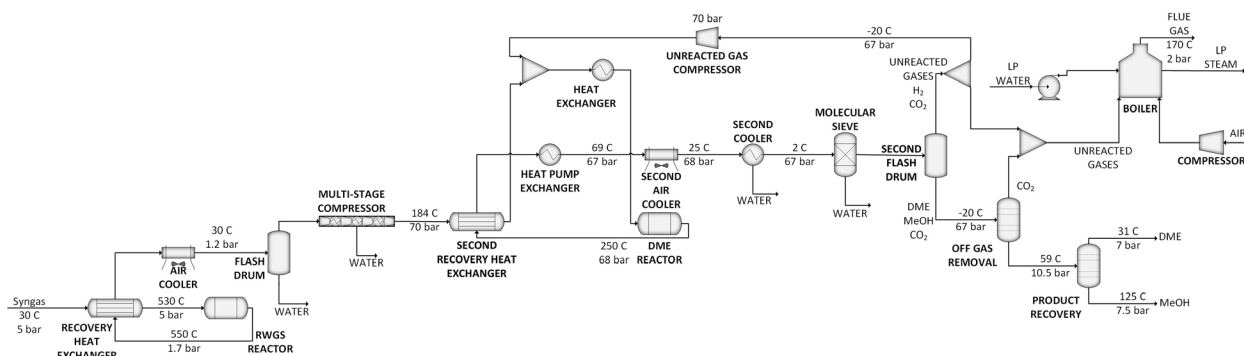 70 bar
UNREACTED GAS
COMPRESSOR
-20 C
67 bar
FLUE
GAS
170 C
2 bar
LP
STEAM
LP
WATER
BOILER
UNREACTED
GASES
H2
CO2
HEAT
EXCHANGER
MOLECULAR
SIEVE
SECOND
COOLER
AIR
COMPRESSOR
UNREACTED
GASES
69 C
67 bar
HEAT PUMP
EXCHANGER
25 C
68 bar
SECOND
AIR
COOLER
2 C
67 bar
WATER
WATER
SECOND
FLASH
DRUM
CO2
DME
MeOH
CO2
-20 C
67 bar
OFF GAS
REMOVAL
MULTI-STAGE
COMPRESSOR
WATER
184 C
70 bar
SECOND
RECOVERY HEAT
EXCHANGER
250 C
68 bar
DME
REACTOR
59 C
10.5 bar
31 C
7 bar
DME
PRODUCT
RECOVERY
125 C
7.5 bar
MeOH
30 C
1.2 bar
AIR
COOLER
FLASH
DRUM
WATER
Syngas
30 C
5 bar
RECOVERY
HEAT
EXCHANGER
530 C
5 bar
550 C
1.7 bar
RWGS
REACTOR